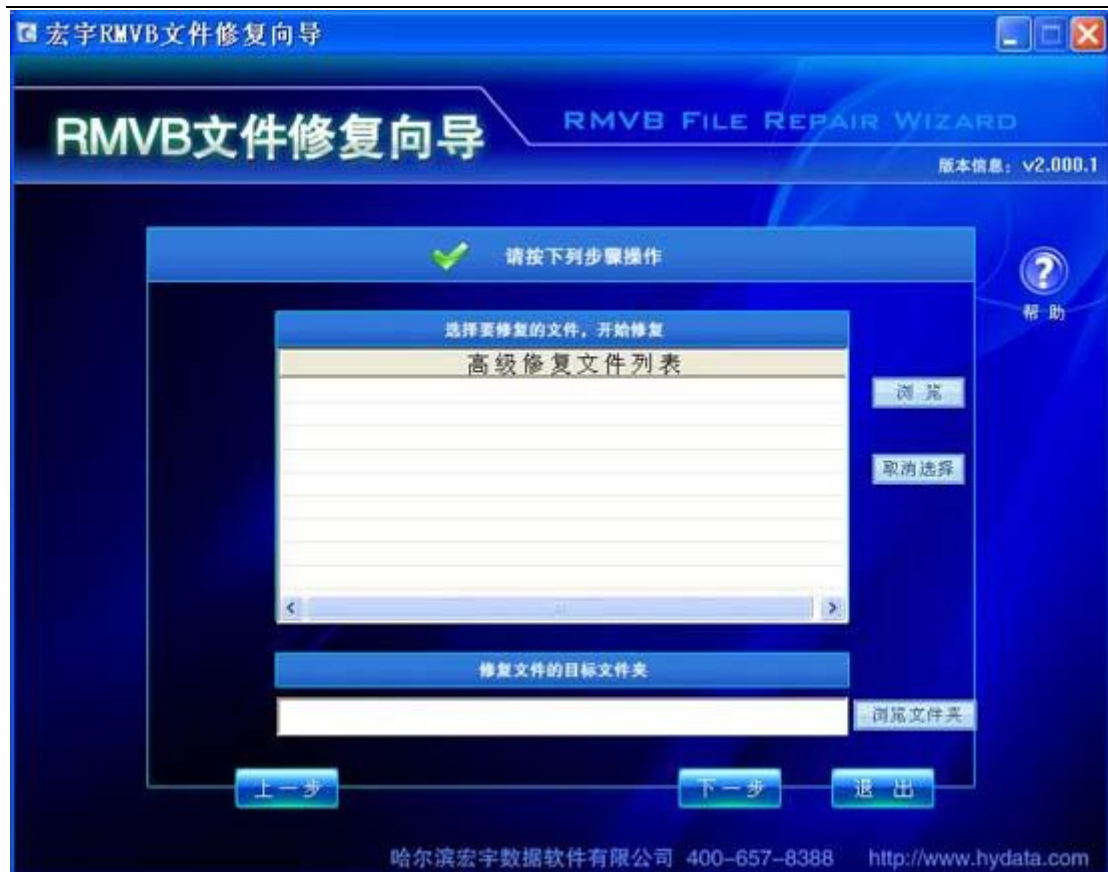 宏宇RMVB文件修复向导
RMVB文件修复向导
RMVB FILE REPAIR WIZARD
版本信息：v2.000.1
请按下列步骤操作
帮 助
选择要修复的文件，开始修复
高级修复文件列表
浏 览
取消选择
修复文件的目标文件夹
浏览文件夹
上一步
下一步
退 出
哈尔滨宏宇数据软件有限公司 400-657-8388 http://www.hydata.com